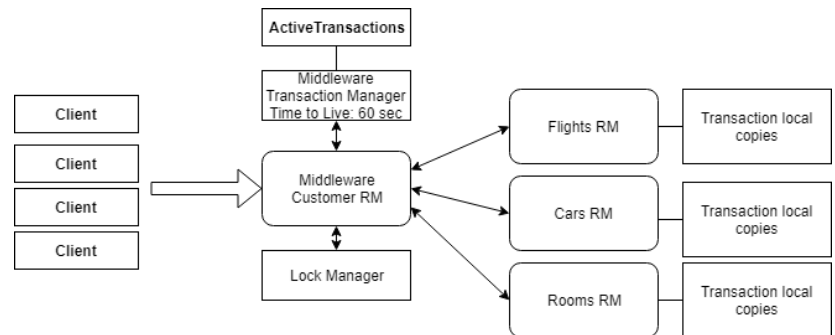 ActiveTransactions
Middleware
Transaction Manager
Time to Live: 60 sec
Client
Client
Client
Client
Middleware
Customer RM
Lock Manager
Flights RM
Transaction local
copies
Cars RM
Transaction local
copies
Rooms RM
Transaction local
copies